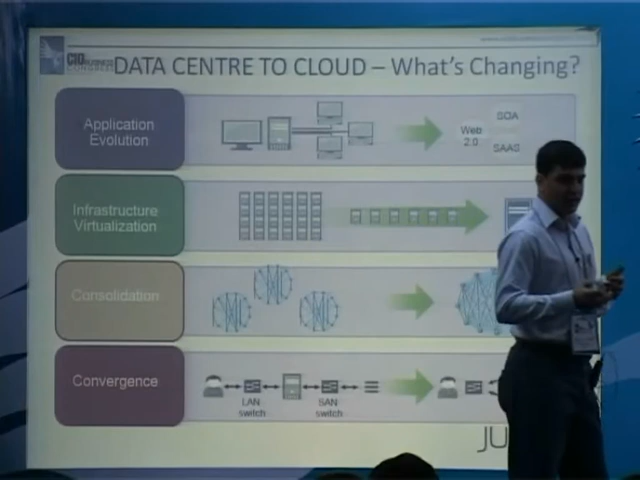 CIO BUSINESS
DATA CENTRE TO CLOUD – What's Changing?
Application
Evolution
SOA
Web
2.0
SAAS
Infrastructure
Virtualization
Consolidation
Convergence
LAN
switch
SAN
switch
JU